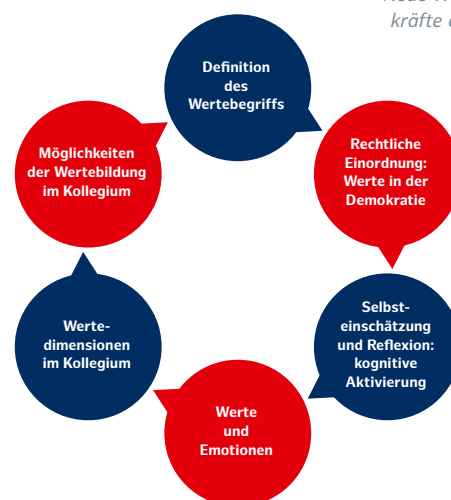 kräfte
Definition
des
Wertebegriffs
Rechtliche
Einordnung:
Werte in der
Demokratie
Selbst-
einschätzung
und Reflexion:
kognitive
Aktivierung
Werte
und
Emotionen
Werte-
dimensionen
im Kollegium
Möglichkeiten
der Wertebildung
im Kollegium